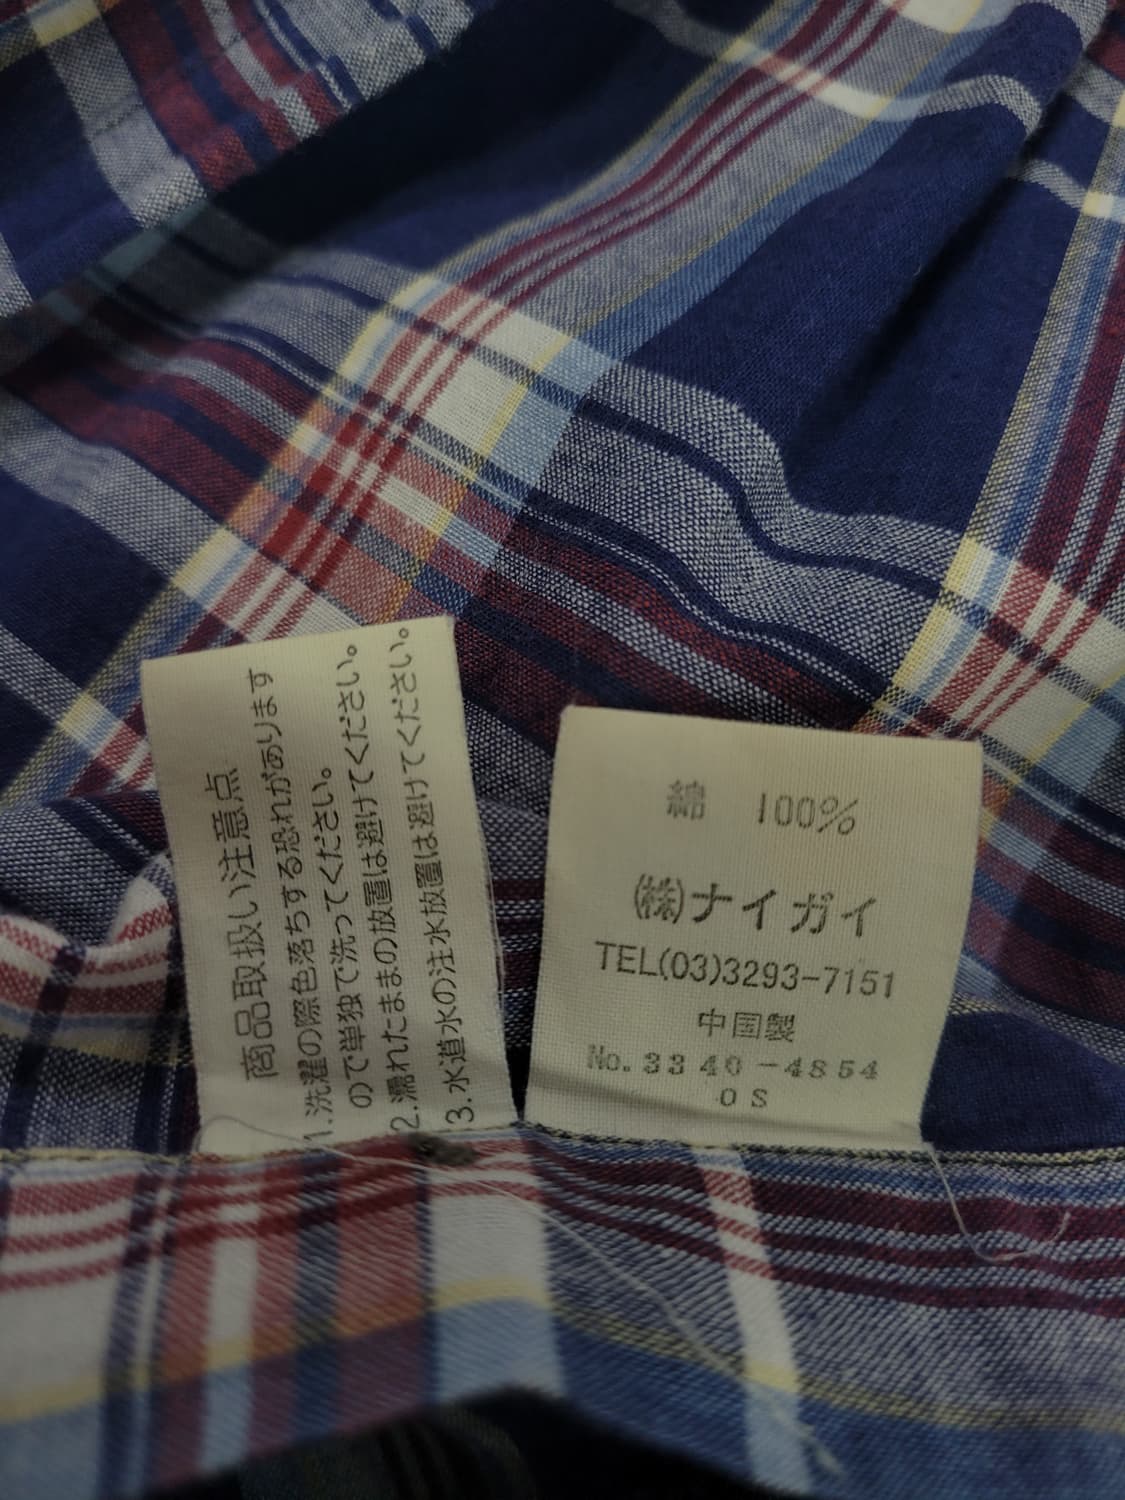 商品取扱い注意点
1.洗濯の際色落ちする恐れがあります
ので単独で洗ってください。
2.濡れたままの放置は避けてください。
3.水道水の注水放置は避けてください。
綿 100%
(株)ナイガイ
TEL(03)3293-7151
中国製
No.3340-4854
OS